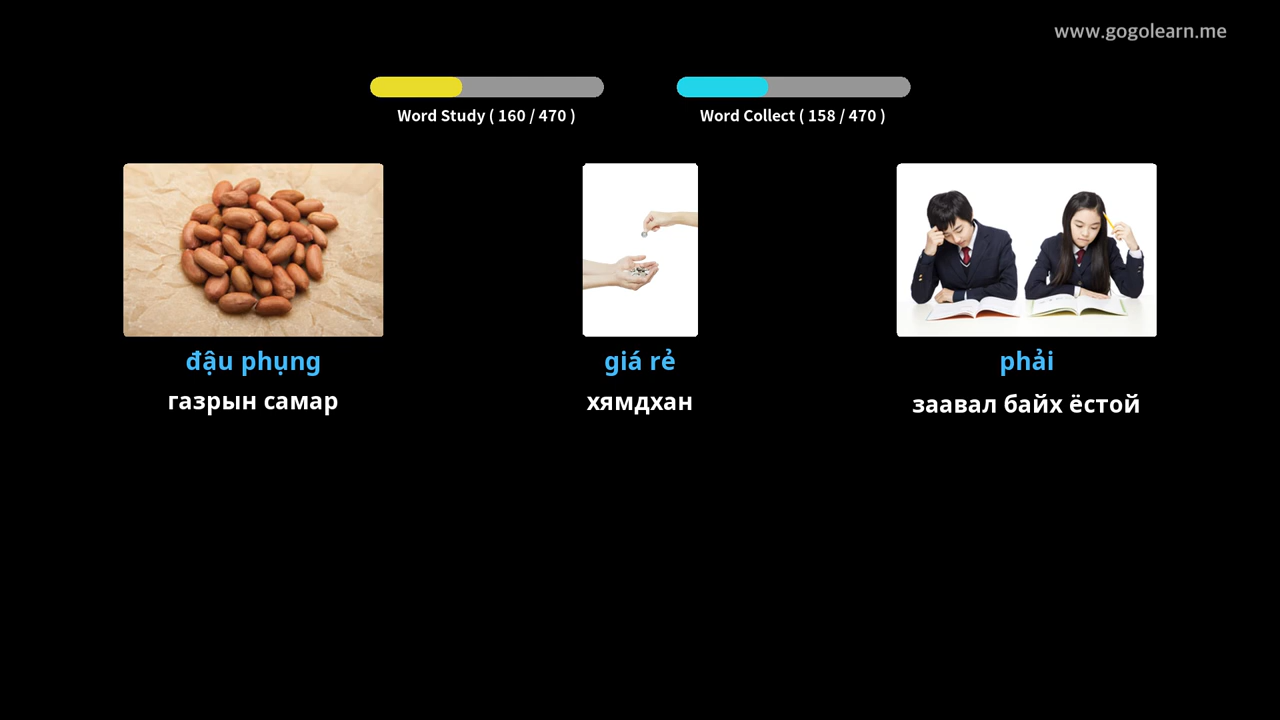 www.gogolearn.me
Word Study ( 160 / 470 )
Word Collect ( 158 / 470 )
đậu phụng
газрын самар
giá rẻ
хямдхан
phải
заавал байх ёстой